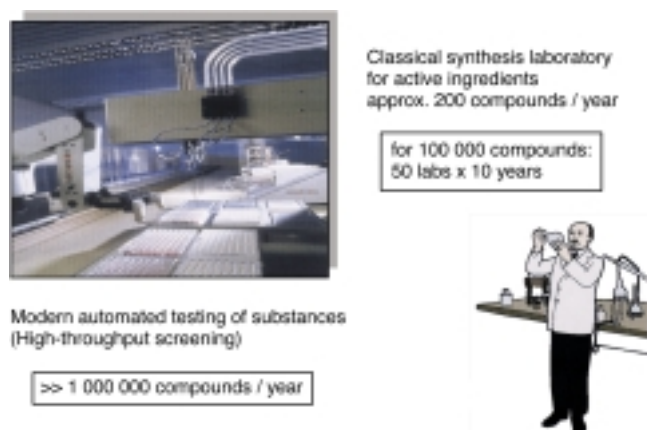 Classical synthesis laboratory
for active ingredients
approx. 200 compounds / year
for 100 000 compounds:
50 labs x 10 years
Modern automated testing of substances
(High-throughput screening)
>> 1 000 000 compounds / year